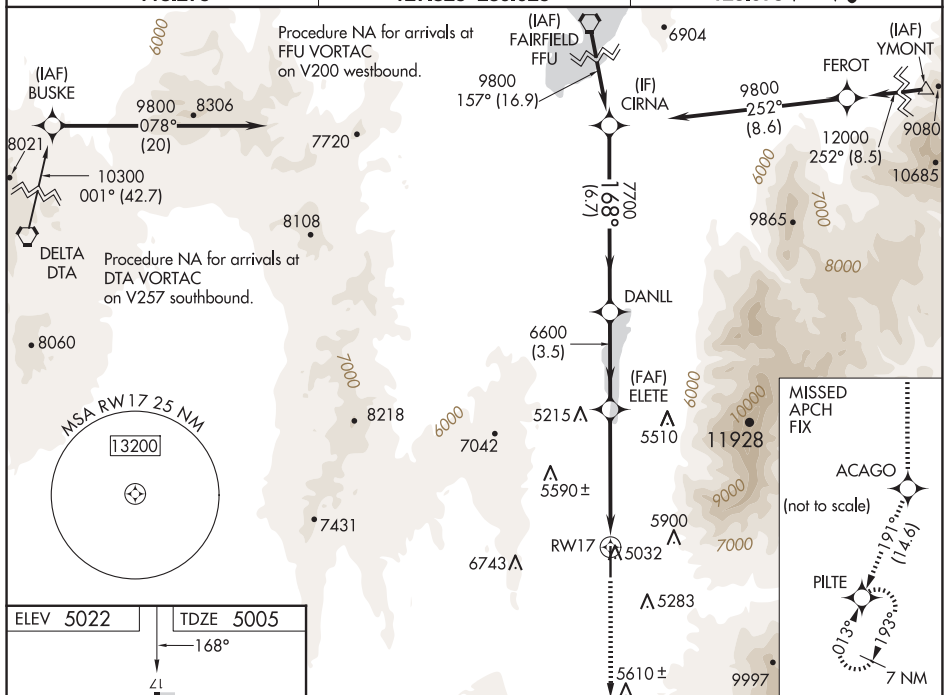 6000
Procedure NA for arrivals at
FFU VORTAC
on V200 westbound.
(IAF)
FAIRFIELD
FFU
6904
(IAF)
YMONT
(IAF)
BUSKE
9800
157° (16.9)
(IF)
CIRNA
FEROT
9800
078°
(20)
8306
9800
252°
(8.6)
12000
252° (8.5)
9080
7720
8021
10685
10300
001° (42.7)
6000
7700
168°
(6.7)
7000
9865
8108
DELTA
DTA
Procedure NA for arrivals at
DTA VORTAC
on V257 southbound.
8000
DANLL
8060
6600
(3.5)
7000
(FAF)
ELETE
6000
10000
MISSED
APCH
FIX
MSA RW17 25 NM
8218
6000
5215
5510
11928
13200
7042
ACAGO
5590 ±
9000
(not to scale)
7431
5900
RW17
5032
7000
191°
(14.6)
6743
PILTE
5283
013°
193°
ELEV 5022
TDZE 5005
168°
5610 ±
9997
7 NM
17